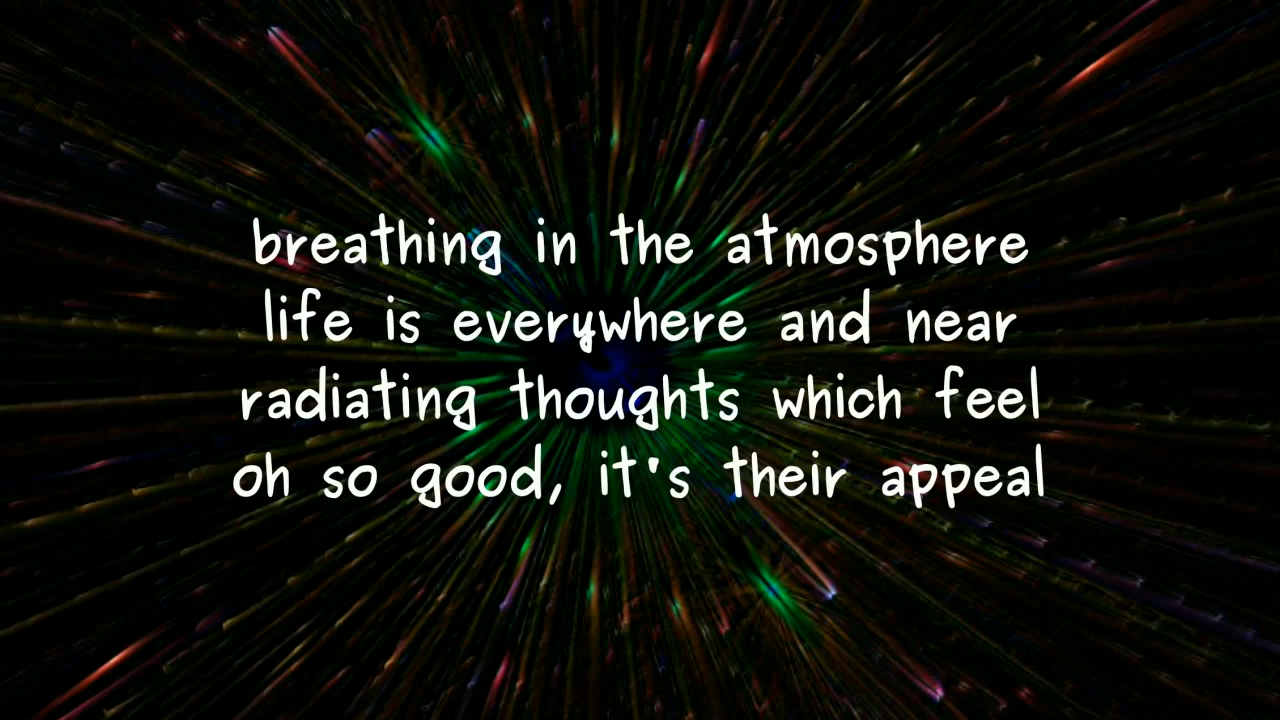 breathing in the atmosphere
life is everywhere and near
radiating thoughts which feel
oh so good, it's their appeal